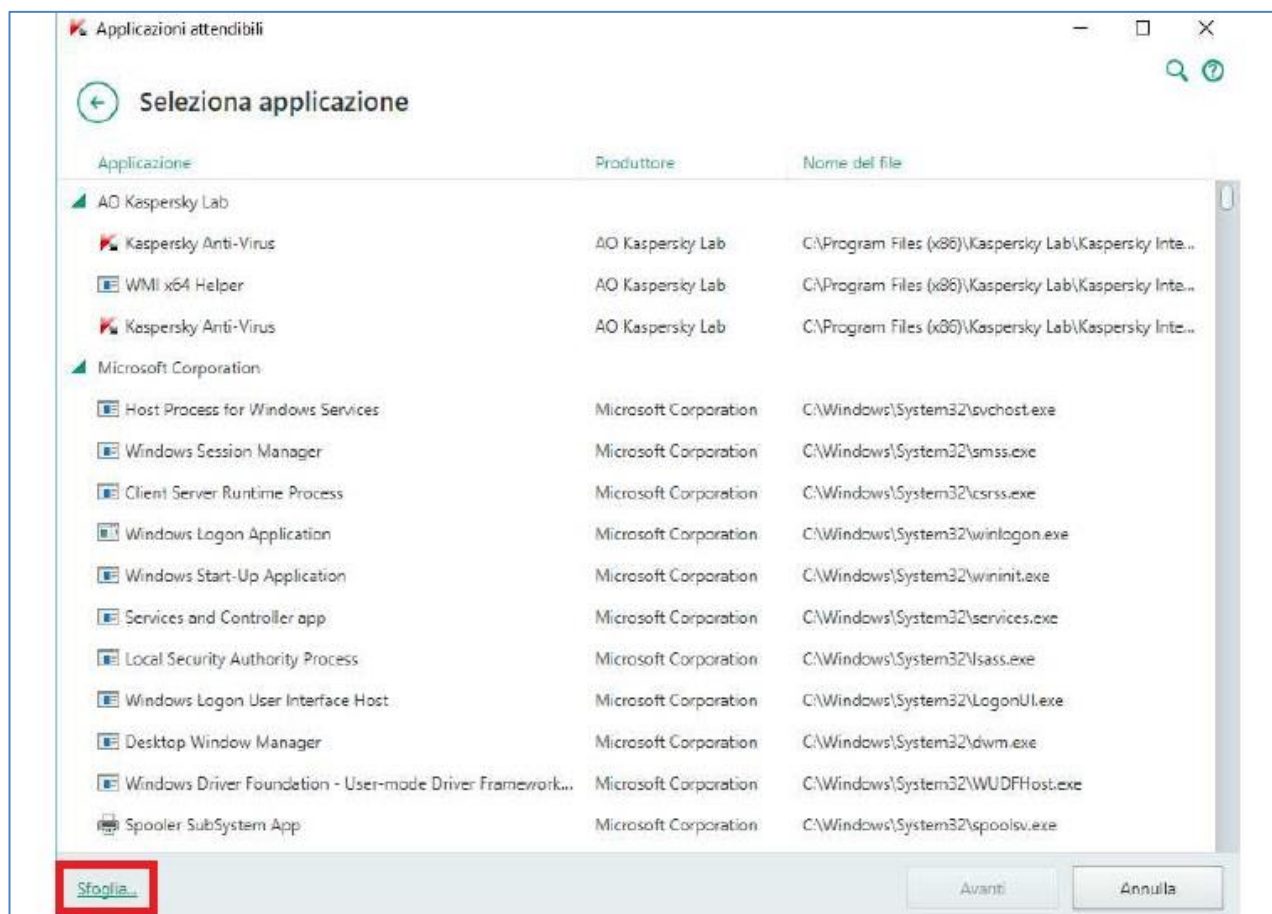 Applicazioni attendibili
Seleziona applicazione
Applicazione Produttore Nome del file
AO Kaspersky Lab
Kaspersky Anti-Virus AO Kaspersky Lab C:\Program Files (x86)\Kaspersky Lab\Kaspersky Inte...
WMI x64 Helper AO Kaspersky Lab C:\Program Files (x86)\Kaspersky Lab\Kaspersky Inte...
Kaspersky Anti-Virus AO Kaspersky Lab C:\Program Files (x86)\Kaspersky Lab\Kaspersky Inte...
Microsoft Corporation
Host Process for Windows Services Microsoft Corporation C:\Windows\System32\svchost.exe
Windows Session Manager Microsoft Corporation C:\Windows\System32\smss.exe
Client Server Runtime Process Microsoft Corporation C:\Windows\System32\csrss.exe
Windows Logon Application Microsoft Corporation C:\Windows\System32\winlogon.exe
Windows Start-Up Application Microsoft Corporation C:\Windows\System32\wininit.exe
Services and Controller app Microsoft Corporation C:\Windows\System32\services.exe
Local Security Authority Process Microsoft Corporation C:\Windows\System32\lsass.exe
Windows Logon User Interface Host Microsoft Corporation C:\Windows\System32\LogonUI.exe
Desktop Window Manager Microsoft Corporation C:\Windows\System32\dwm.exe
Windows Driver Foundation - User-mode Driver Framework... Microsoft Corporation C:\Windows\System32\WUDFHost.exe
Spooler SubSystem App Microsoft Corporation C:\Windows\System32\spoolsv.exe
Sfoglia... Avanti Annulla